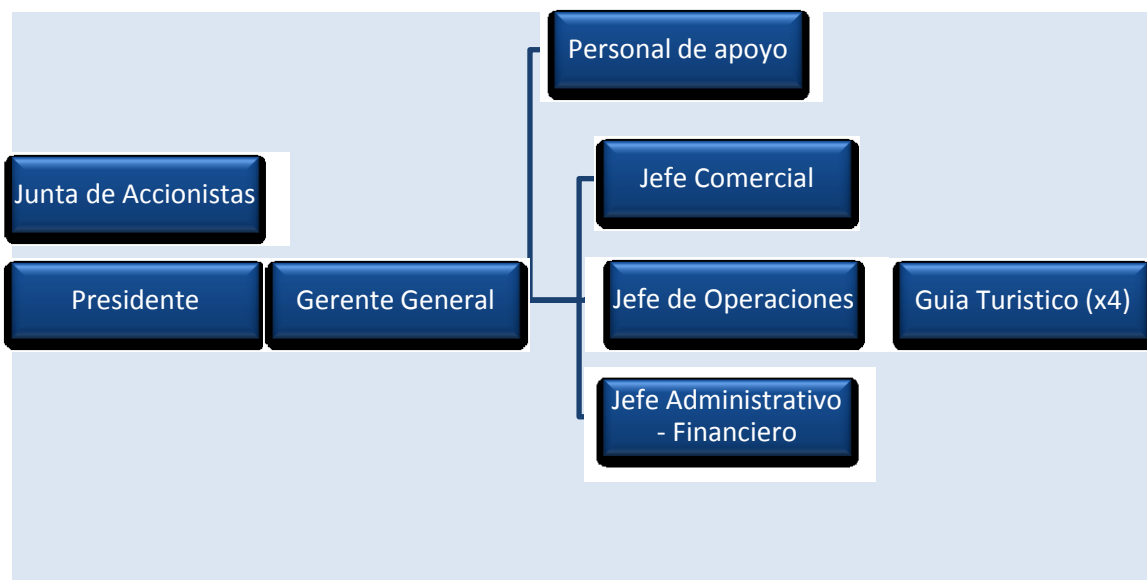 Personal de apoyo
Junta de Accionistas
Jefe Comercial
Presidente
Gerente General
Jefe de Operaciones
Guia Turistico (x4)
Jefe Administrativo
- Financiero